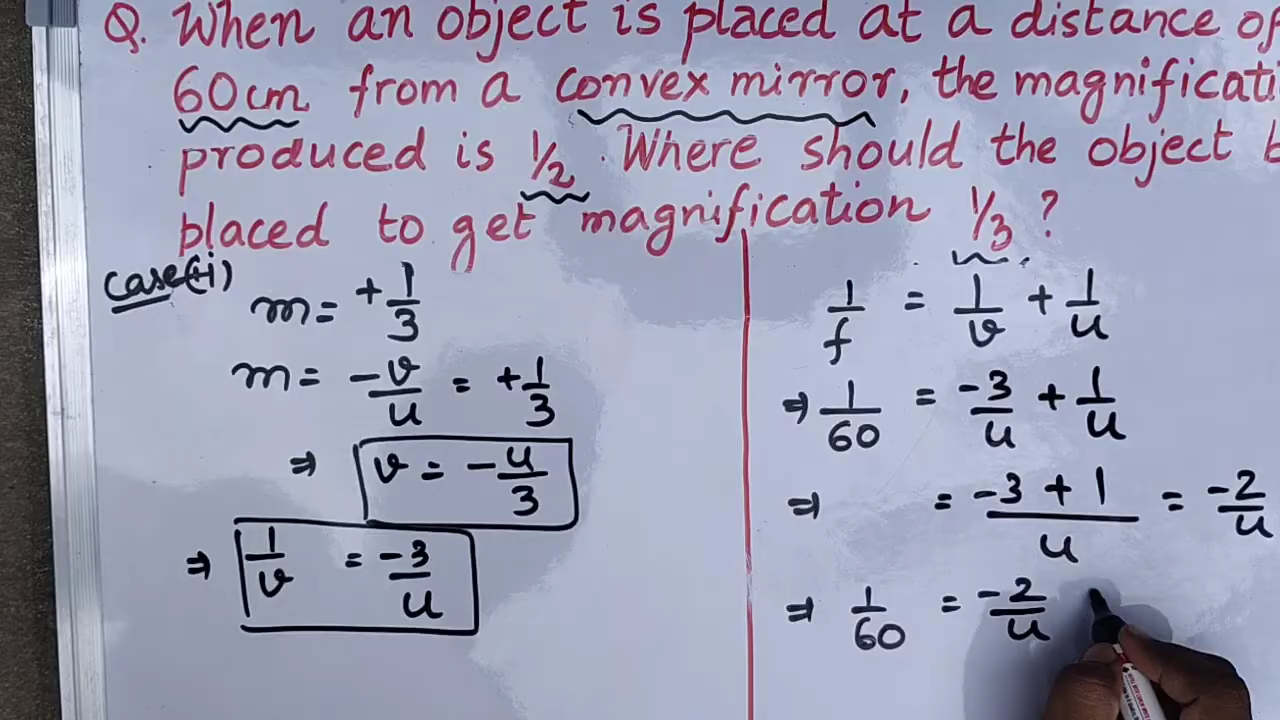 Q. When an object is placed at a distance of
60cm from a convex mirror, the magnificati
produced is 1/2. Where should the object b
placed to get magnification 1/3?
case(i)
m = +1/3
m = -v/u = +1/3
⇒ v = -u/3
⇒ 1/v = -3/u
1/f = 1/v + 1/u
⇒ 1/60 = -3/u + 1/u
⇒ = -3 + 1/u = -2/u
⇒ 1/60 = -2/u